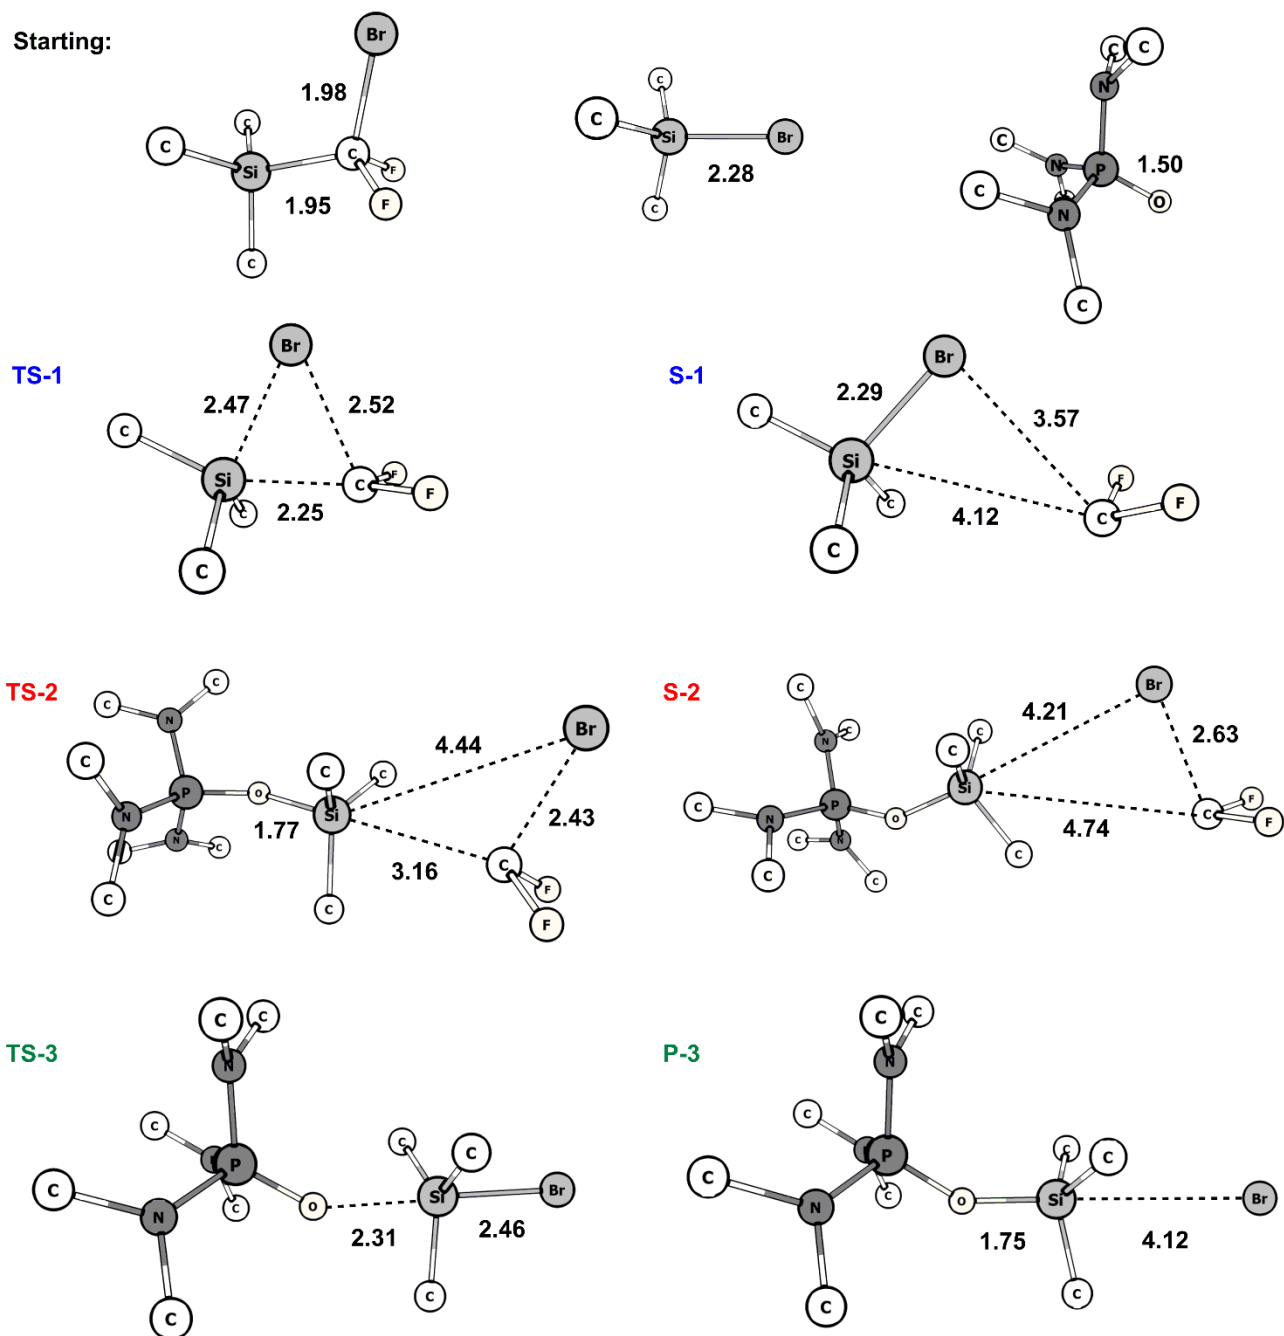 Starting:
Br
1.98
C
C
Si
C
F
F
1.95
C
C
C
Si
Br
2.28
C
C
C
N
C
N
P
1.50
C
N
O
C
TS-1
Br
2.47
2.52
C
Si
C
F
F
2.25
C
C
S-1
Br
2.29
3.57
C
Si
C
F
F
C
4.12
C
TS-2
C
C
N
Br
4.44
C
C
C
P
O
Si
N
1.77
2.43
C
N
C
3.16
C
F
F
C
C
S-2
C
Br
4.21
N
C
C
C
2.63
Si
C
N
P
O
C
F
F
C
N
4.74
C
C
C
TS-3
C
C
N
C
P
C
C
C
N
O
C
Si
Br
2.31
2.46
C
C
P-3
C
C
N
C
P
C
C
C
N
C
O
Si
Br
1.75
4.12
C
C